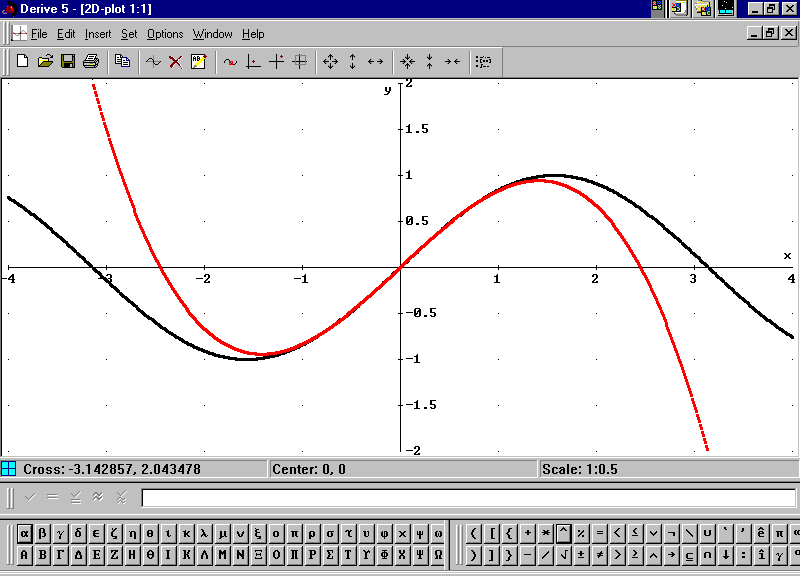 Derive 5 - [2D-plot 1:1]
File Edit Insert Set Options Window Help
y
2
1.5
1
0.5
x
-4 -3 -2 -1 1 2 3 4
-0.5
-1
-1.5
-2
Cross: -3.142857, 2.043478 Center: 0, 0 Scale: 1:0.5
α β γ δ ε ζ η θ ι κ λ μ ν ξ ο π ρ σ τ υ φ χ ψ ω ( [ { + * ^ % = < ≤ ∨ ¬ \ ∪ ` ' ê π
Α Β Γ Δ Ε Ζ Η Θ Ι Κ Λ Μ Ν Ξ Ο Π Ρ Σ Τ Υ Φ Χ Ψ Ω ) ] } - / √ ± ≠ > ≥ ∧ → ⊆ ∩ ↓ : î γ